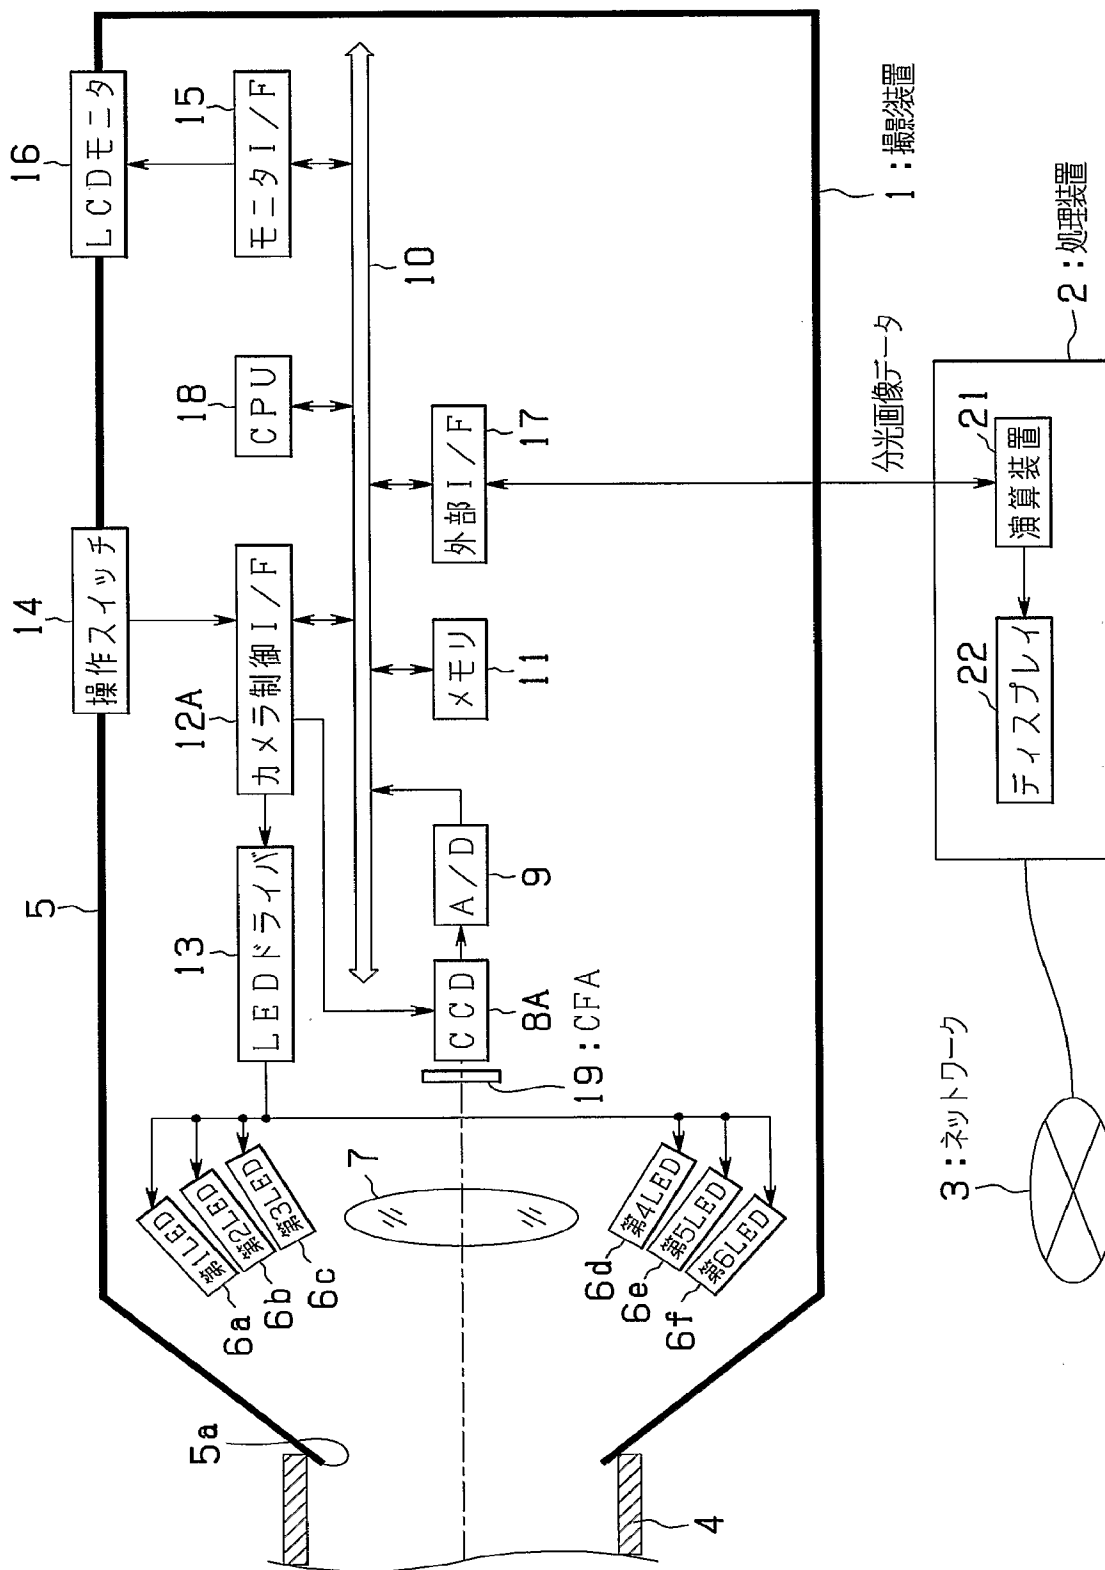 16
LCDモニタ
15
モニタI/F
10
1:撮影装置
18
CPU
17
外部I/F
分光画像データ
2:処理装置
21
演算装置
22
ディスプレイ
14
操作スイッチ
12A
カメラ制御I/F
11
メモリ
5
13
LEDドライバ
9
A/D
8A
CCD
19:CFA
7
第1LED
第2LED
第3LED
6a
6b
6c
第4LED
第5LED
第6LED
6d
6e
6f
3:ネットワーク
5a
4